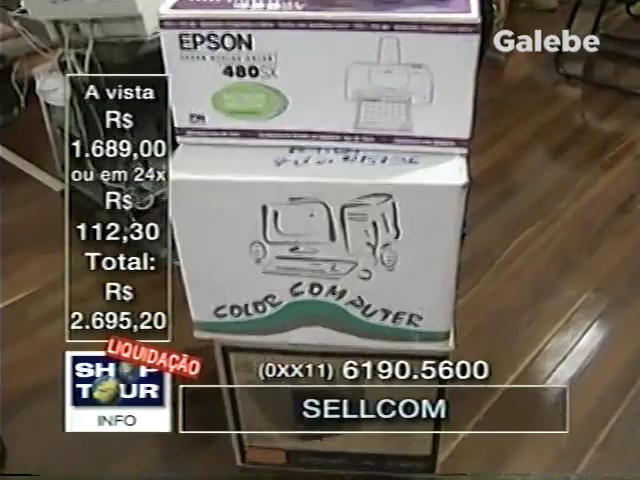 Galebe
EPSON
480SX
A vista
R$
1.689,00
ou em 24x
R$
112,30
Total:
R$
2.695,20
COLOR COMPUTER
LIQUIDAÇÃO
SHOP
TOUR
INFO
(0XX11) 6190.5600
SELLCOM